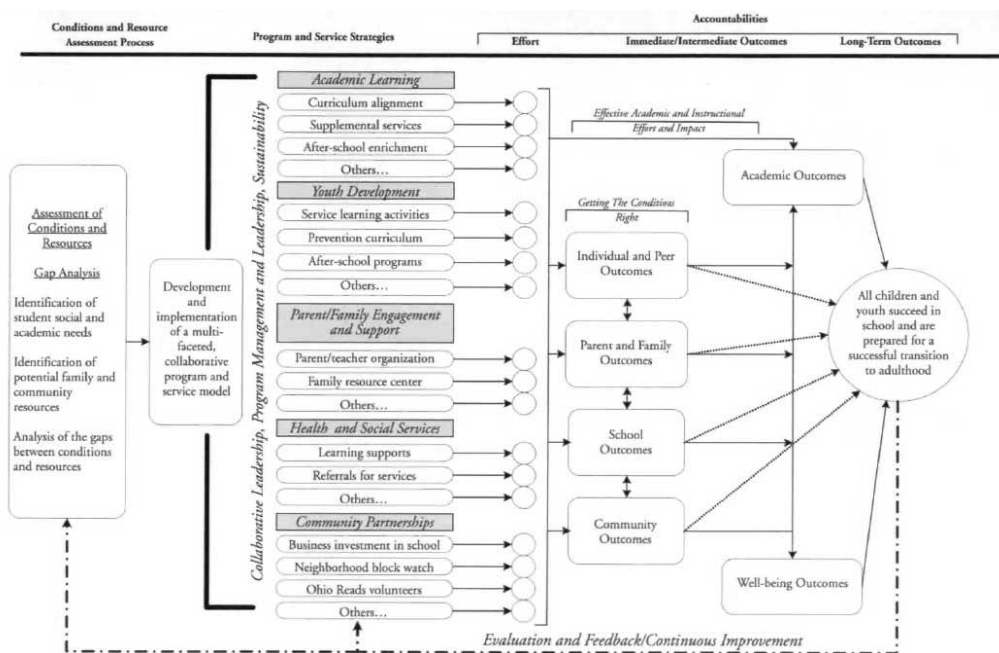 Conditions and Resource
Assessment Process
Program and Service Strategies
Accountabilities
Effort
Immediate/Intermediate Outcomes
Long-Term Outcomes
Assessment of
Conditions and
Resources
Gap Analysis
Identification of
student social and
academic needs
Identification of
potential family and
community
resources
Analysis of the gaps
between conditions
and resources
Development
and
implementation
of a multi-
faceted,
collaborative
program and
service model
Collaborative Leadership, Program Management and Leadership, Sustainability
Academic Learning
Curriculum alignment
Supplemental services
After-school enrichment
Others...
Youth Development
Service learning activities
Prevention curriculum
After-school programs
Others...
Parent/Family Engagement
and Support
Parent/teacher organization
Family resource center
Others...
Health and Social Services
Learning supports
Referrals for services
Others...
Community Partnerships
Business investment in school
Neighborhood block watch
Ohio Reads volunteers
Others...
Effective Academic and Instructional
Effort and Impact
Getting The Conditions
Right
Individual and Peer
Outcomes
Parent and Family
Outcomes
School
Outcomes
Community
Outcomes
Academic Outcomes
Well-being Outcomes
All children and
youth succeed in
school and are
prepared for a
successful transition
to adulthood
Evaluation and Feedback/Continuous Improvement